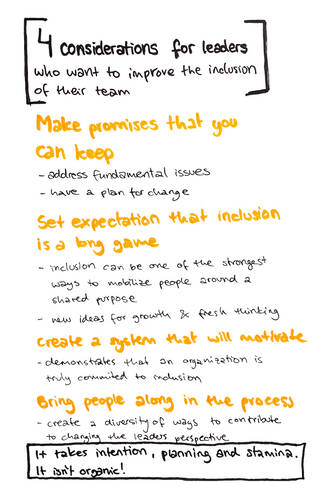 4 considerations for leaders
who want to improve the inclusion
of their team
Make promises that you
can keep
- address fundamental issues
- have a plan for change
Set expectation that inclusion
is a long game
- inclusion can be one of the strongest
ways to mobilize people around a
shared purpose
- new ideas for growth & fresh thinking
Create a system that will motivate
- demonstrates that an organization is
truly commited to inclusion
Bring people along in the process
- create a diversity of ways to contribute
to changing the leaders perspective
It takes intention, planning and stamina.
It isn't organic!